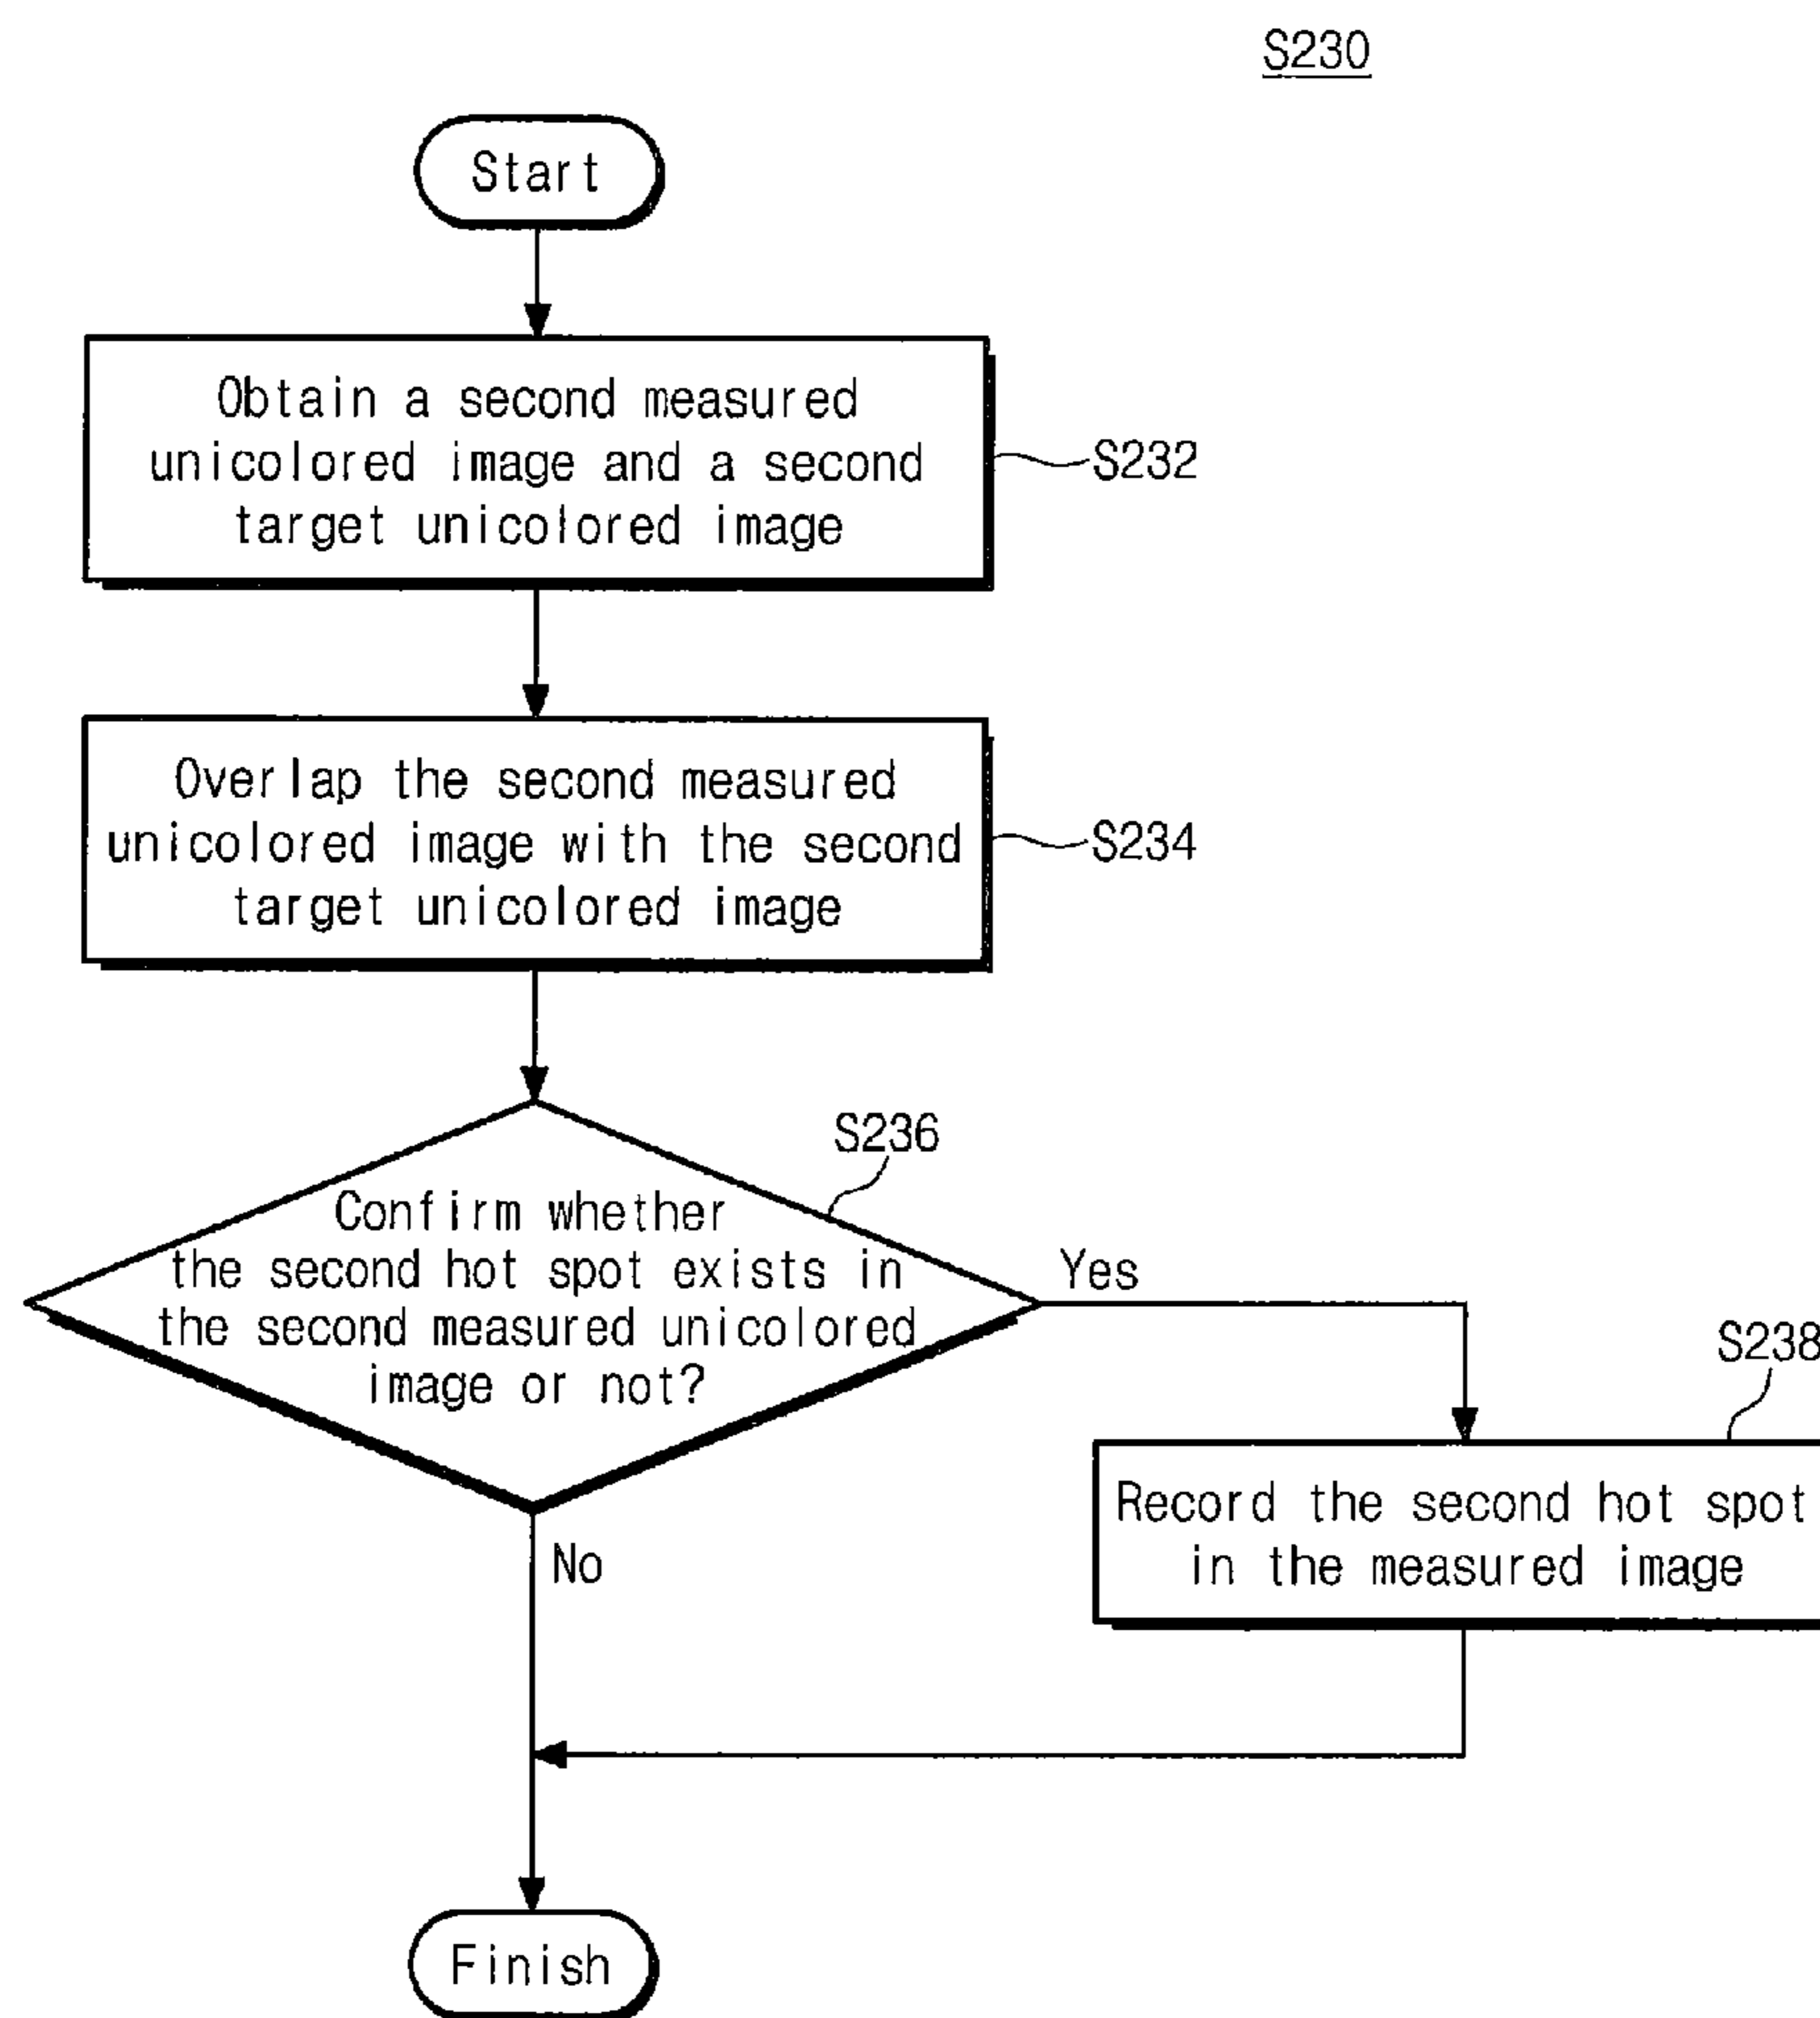 S230
Start
Obtain a second measured
unicolored image and a second
target unicolored image
S232
Overlap the second measured
unicolored image with the second
target unicolored image
S234
S236
Confirm whether
the second hot spot exists in
the second measured unicolored
image or not?
Yes
S238
Record the second hot spot
in the measured image
No
Finish